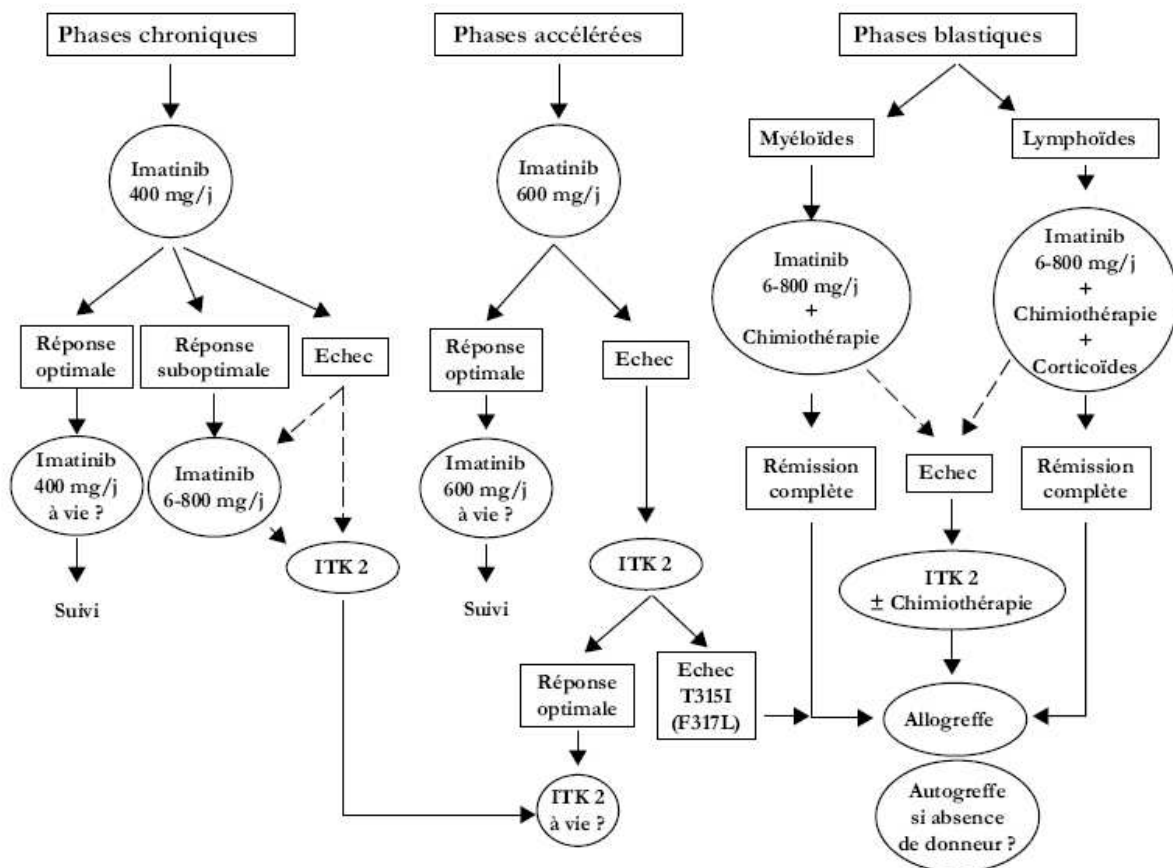 Phases chroniques
Phases accélérées
Phases blastiques
Myéloïdes
Lymphoïdes
Imatinib
400 mg/j
Imatinib
600 mg/j
Imatinib
6-800 mg/j
+
Chimiothérapie
Imatinib
6-800 mg/j
+
Chimiothérapie
+
Corticoïdes
Réponse
optimale
Réponse
suboptimale
Echec
Réponse
optimale
Echec
Imatinib
400 mg/j
à vie ?
Imatinib
6-800 mg/j
Imatinib
600 mg/j
à vie ?
Rémission
complète
Echec
Rémission
complète
ITK 2
ITK 2
ITK 2
± Chimiothérapie
Suivi
Suivi
Réponse
optimale
Echec
T315I
(F317L)
Allogreffe
ITK 2
à vie ?
Autogreffe
si absence
de donneur ?